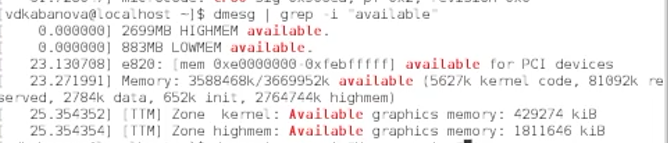 [vdkabanova@localhost ~]$ dmesg | grep -i "available"
[    0.000000] 2699MB HIGHMEM available.
[    0.000000] 883MB LOWMEM available.
[   23.130708] e820: [mem 0xe0000000-0xfebfffff] available for PCI devices
[   23.271991] Memory: 3588468k/3669952k available (5627k kernel code, 81092k re
served, 2784k data, 652k init, 2764744k highmem)
[   25.354352] [TTM] Zone  kernel: Available graphics memory: 429274 kiB
[   25.354354] [TTM] Zone highmem: Available graphics memory: 1811646 kiB